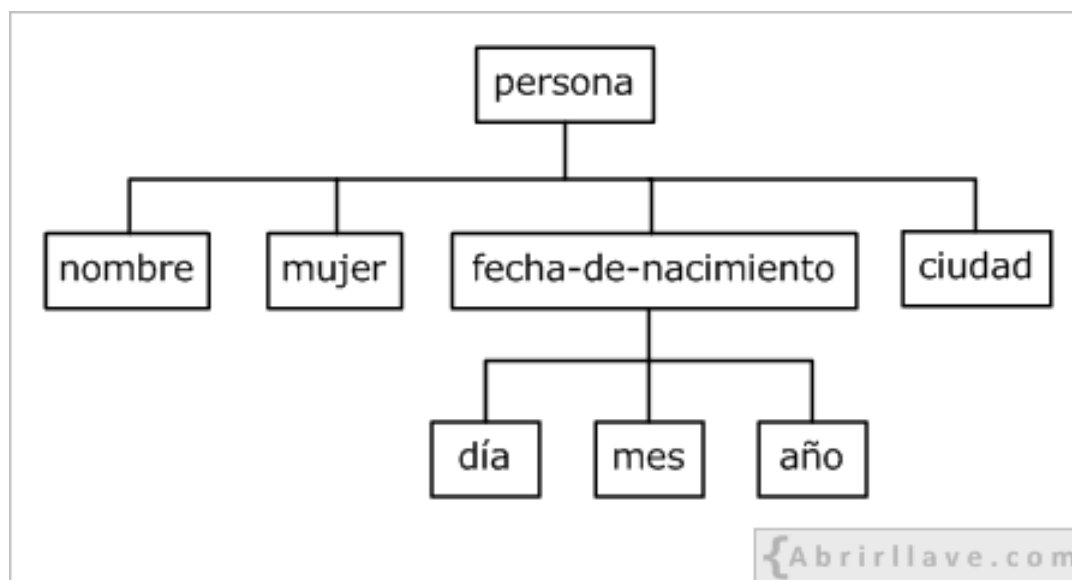 persona
nombre
mujer
fecha-de-nacimiento
ciudad
día
mes
año
{Abrirllave.com